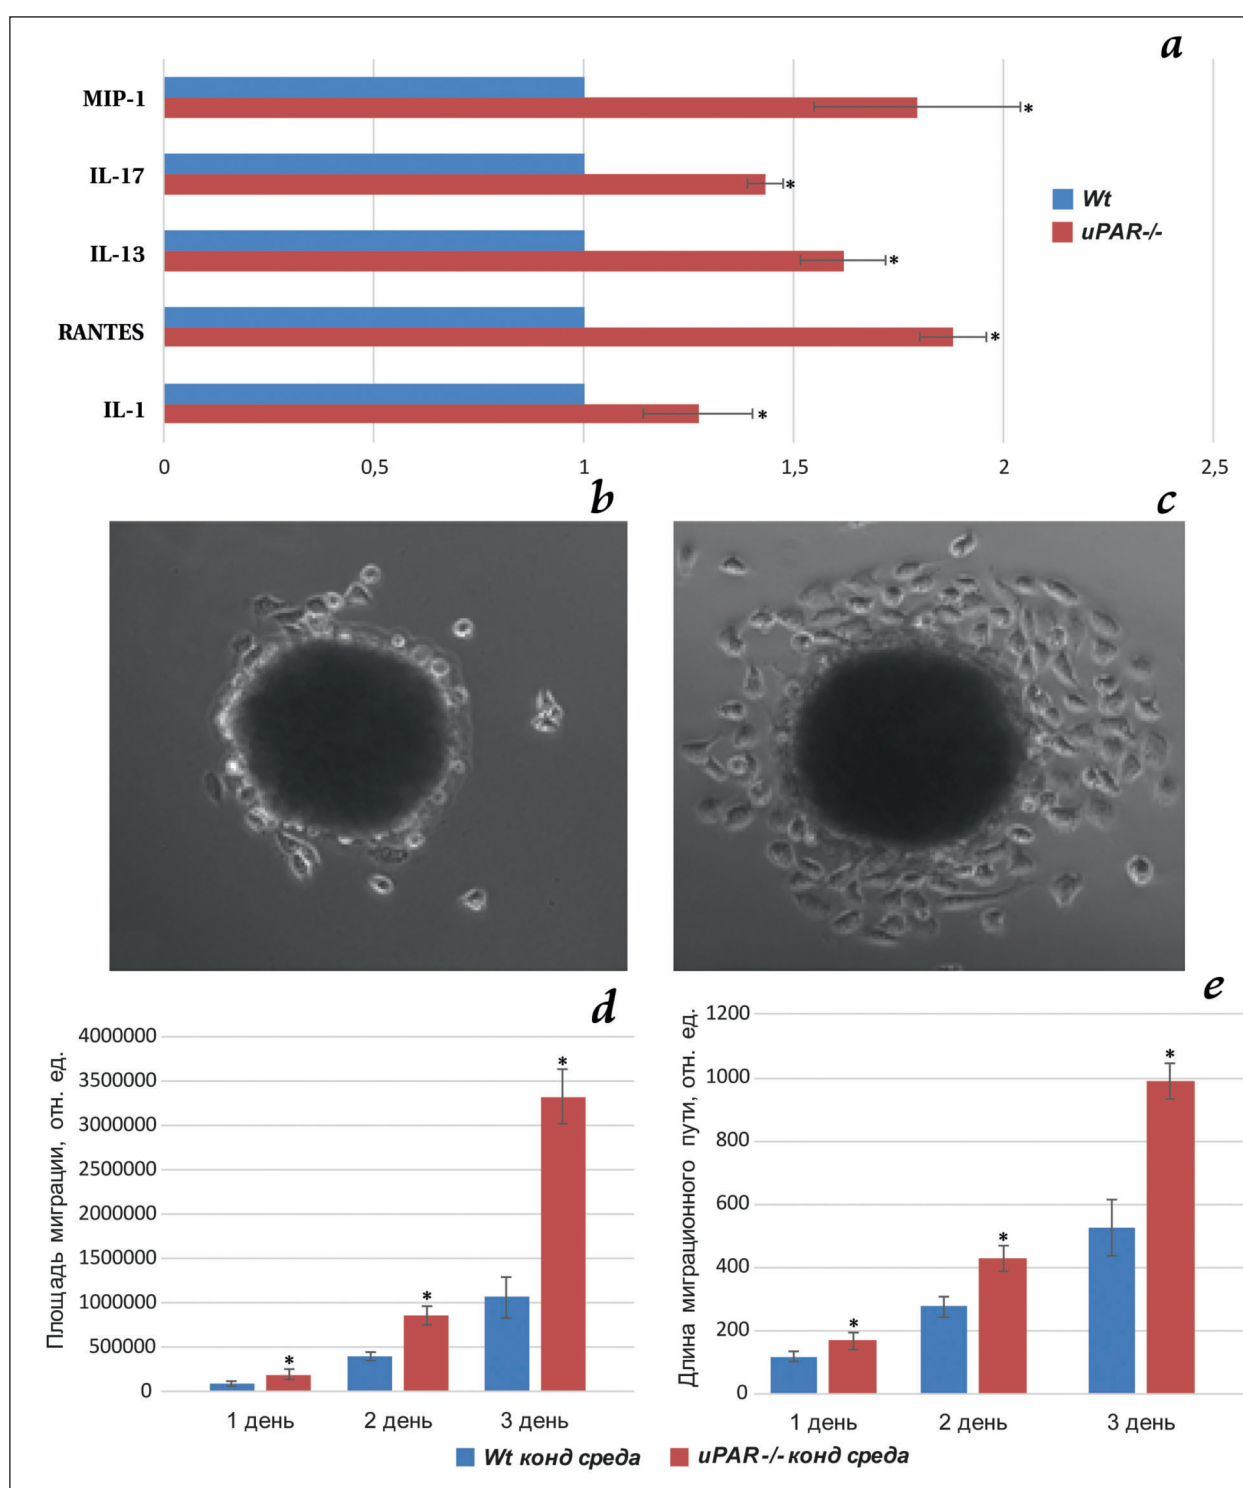 a
MIP-1
*
IL-17
*
Wt
uPAR-/-
IL-13
*
RANTES
*
IL-1
*
0 0,5 1 1,5 2 2,5
b
c
d
Площадь миграции, отн. ед.
4000000
3500000
3000000
2500000
2000000
1500000
1000000
500000
0
*
*
*
1 день 2 день 3 день
e
Длина миграционного пути, отн. ед.
1200
1000
800
600
400
200
0
*
*
*
1 день 2 день 3 день
Wt конд среда uPAR-/- конд среда